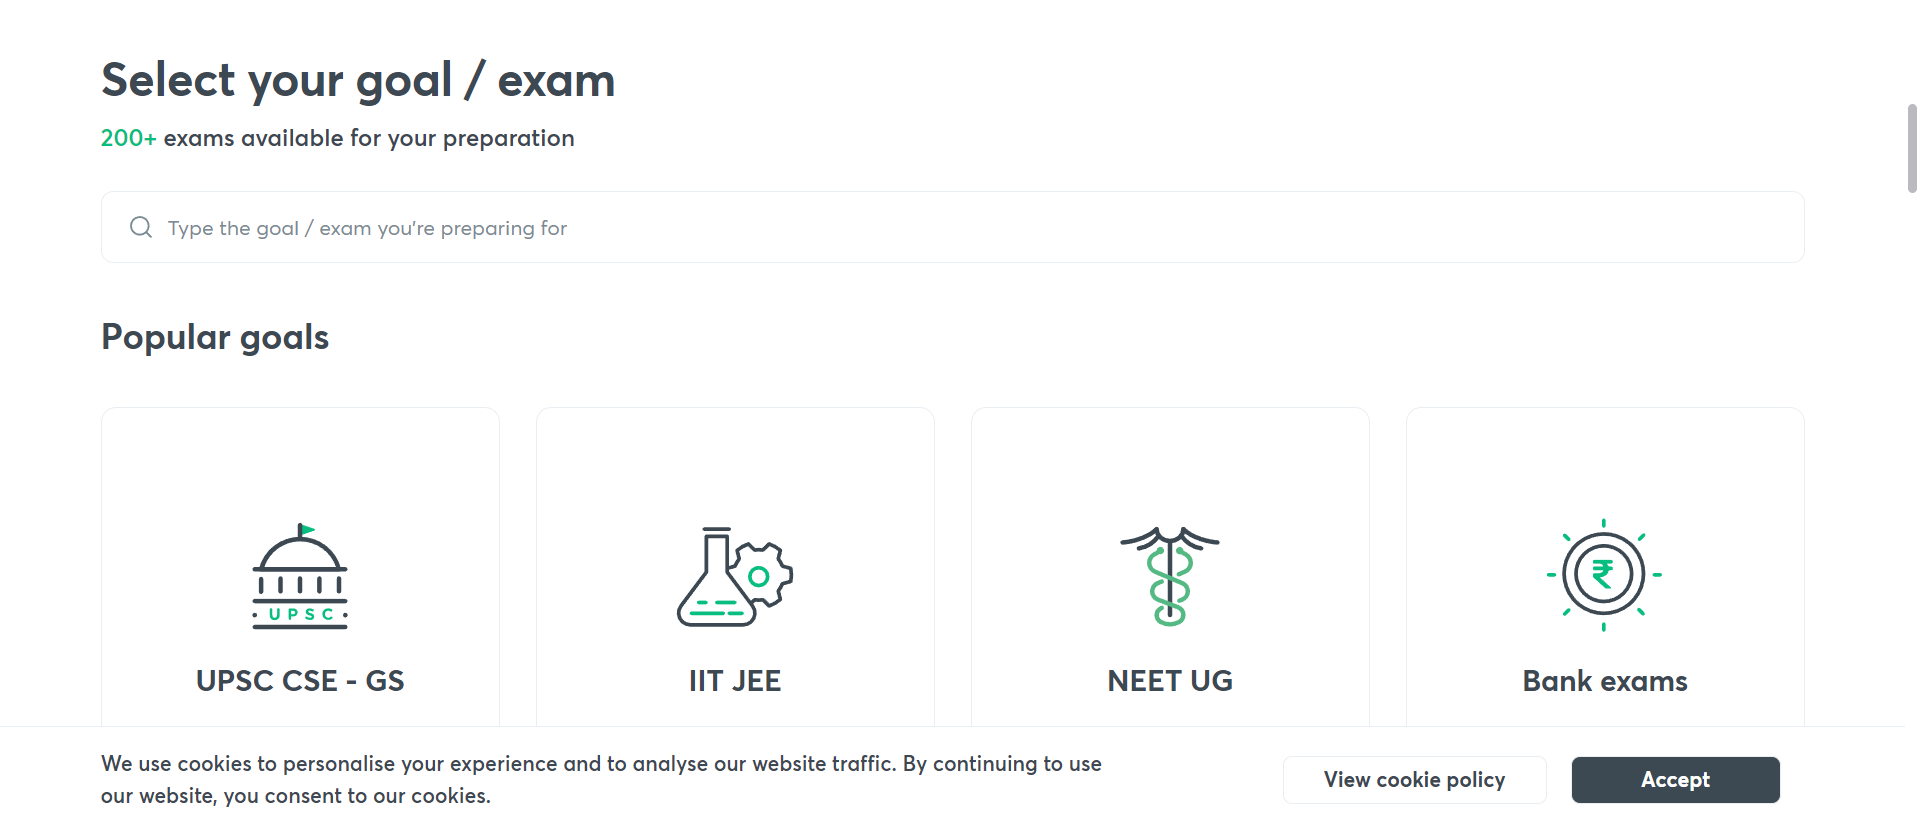 Select your goal / exam
200+ exams available for your preparation
Type the goal / exam you're preparing for
Popular goals
UPSC
UPSC CSE - GS
IIT JEE
NEET UG
₹
Bank exams
We use cookies to personalise your experience and to analyse our website traffic. By continuing to use
our website, you consent to our cookies.
View cookie policy
Accept